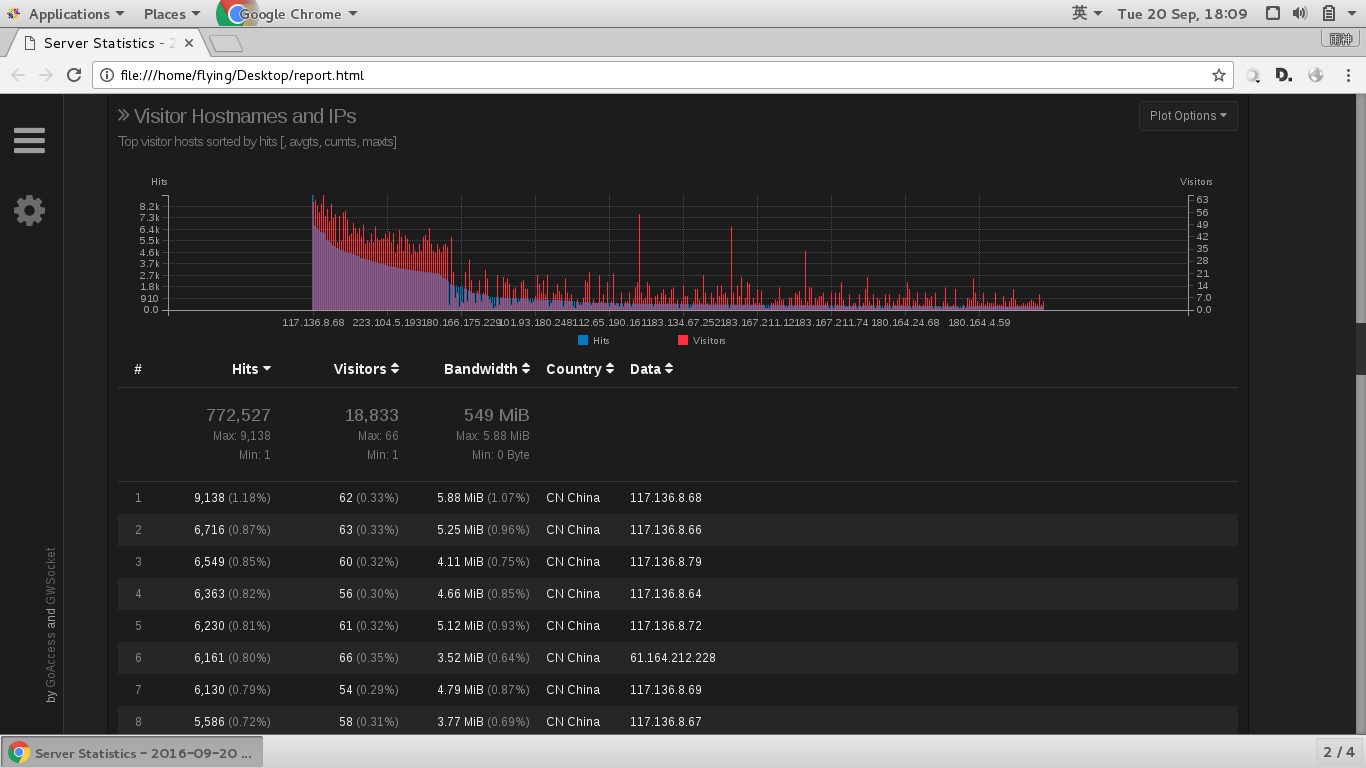 Applications Places Google Chrome 英 Tue 20 Sep, 18:09
Server Statistics - 2 雨神
file:///home/flying/Desktop/report.html D.
Visitor Hostnames and IPs Plot Options
Top visitor hosts sorted by hits [, avgts, cumts, maxts]
Hits Visitors
8.2k 63
7.3k 56
6.4k 49
5.5k 42
4.6k 35
3.7k 28
2.7k 21
1.8k 14
910 7.0
0.0 0.0
117.136.8.68 223.104.5.193 180.166.175.229 101.93.180.248 112.65.190.161 183.134.67.252 183.167.211.12 183.167.211.74 180.164.24.68 180.164.4.59
Hits Visitors
# Hits Visitors Bandwidth Country Data
772,527 18,833 549 MiB
Max: 9,138 Max: 66 Max: 5.88 MiB
Min: 1 Min: 1 Min: 0 Byte
1 9,138 (1.18%) 62 (0.33%) 5.88 MiB (1.07%) CN China 117.136.8.68
2 6,716 (0.87%) 63 (0.33%) 5.25 MiB (0.96%) CN China 117.136.8.66
3 6,549 (0.85%) 60 (0.32%) 4.11 MiB (0.75%) CN China 117.136.8.79
4 6,363 (0.82%) 56 (0.30%) 4.66 MiB (0.85%) CN China 117.136.8.64
5 6,230 (0.81%) 61 (0.32%) 5.12 MiB (0.93%) CN China 117.136.8.72
6 6,161 (0.80%) 66 (0.35%) 3.52 MiB (0.64%) CN China 61.164.212.228
7 6,130 (0.79%) 54 (0.29%) 4.79 MiB (0.87%) CN China 117.136.8.69
8 5,586 (0.72%) 58 (0.31%) 3.77 MiB (0.69%) CN China 117.136.8.67
by GoAccess and GWSocket
Server Statistics - 2016-09-20 ... 2 / 4